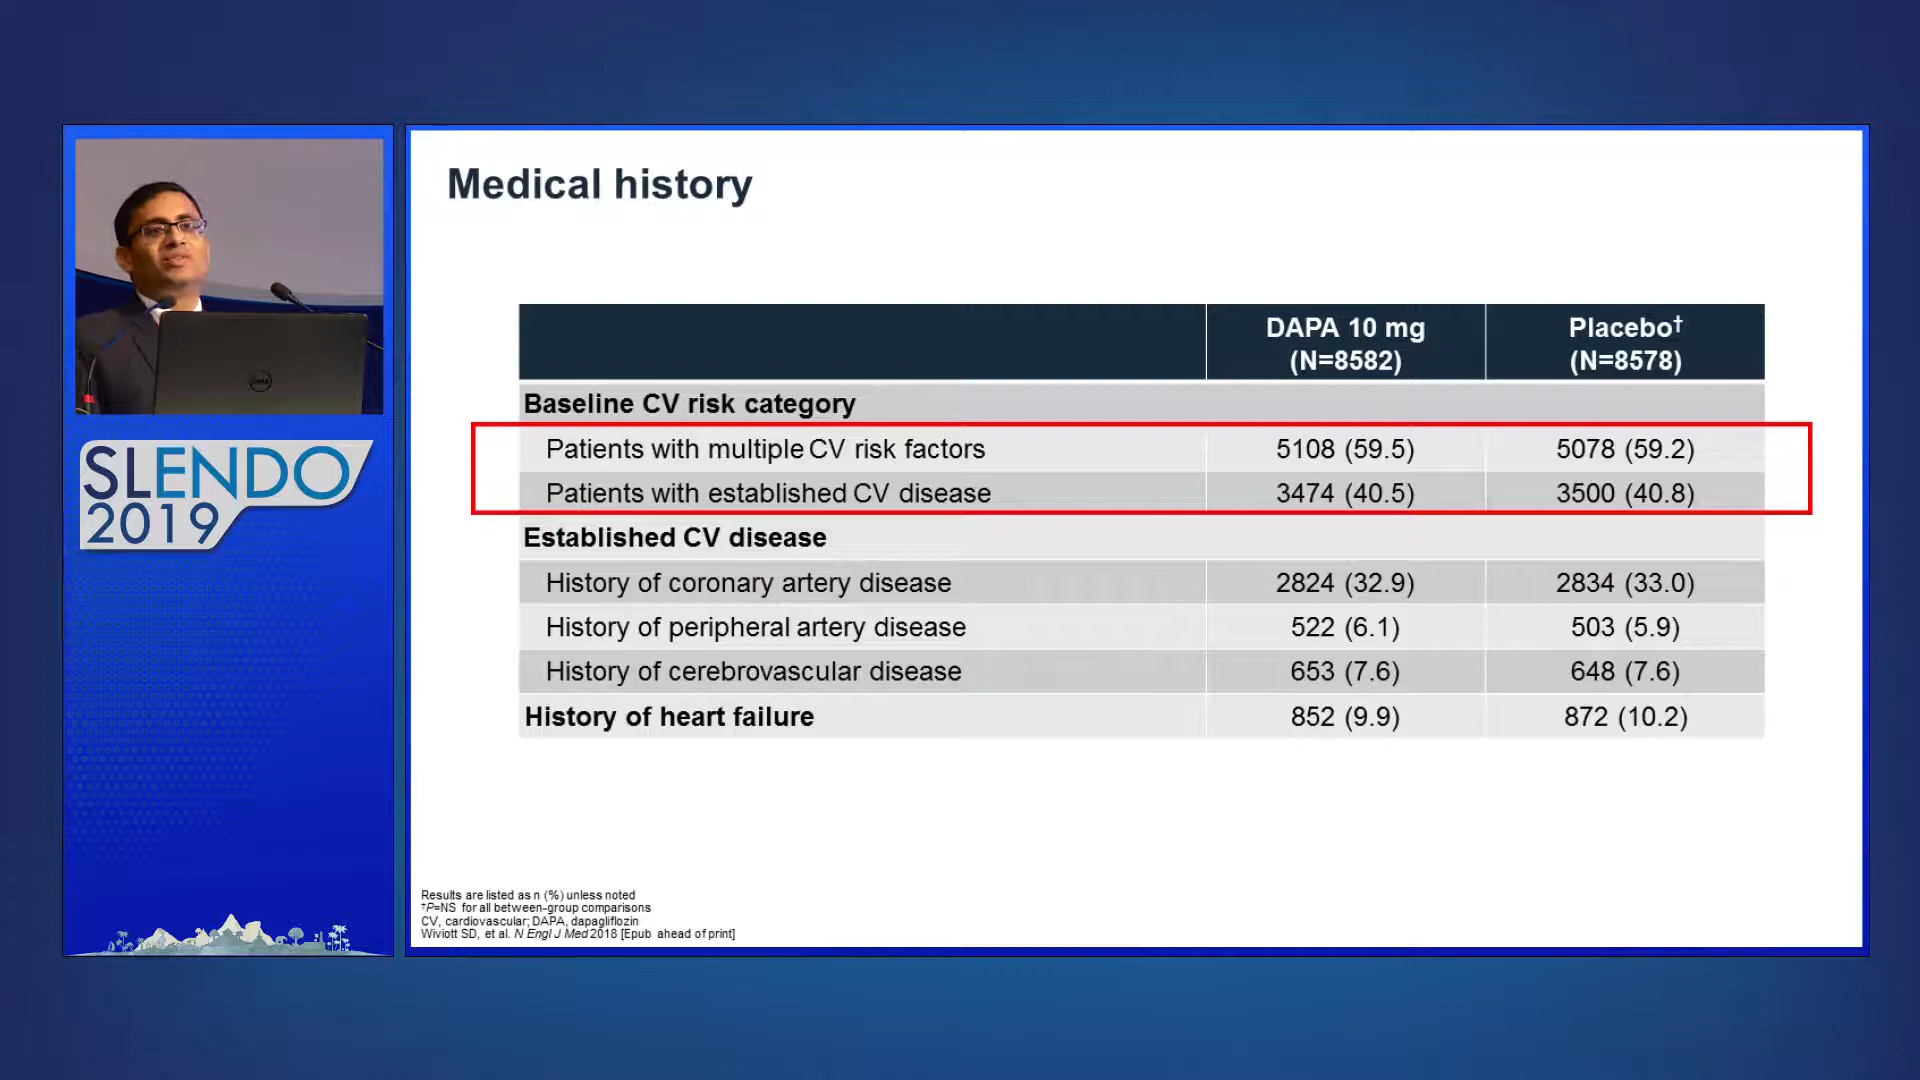 SLENDO
2019
Medical history
DAPA 10 mg Placebo†
(N=8582) (N=8578)
Baseline CV risk category
Patients with multiple CV risk factors 5108 (59.5) 5078 (59.2)
Patients with established CV disease 3474 (40.5) 3500 (40.8)
Established CV disease
History of coronary artery disease 2824 (32.9) 2834 (33.0)
History of peripheral artery disease 522 (6.1) 503 (5.9)
History of cerebrovascular disease 653 (7.6) 648 (7.6)
History of heart failure 852 (9.9) 872 (10.2)
Results are listed as n (%) unless noted
†P=NS for all between-group comparisons
CV, cardiovascular; DAPA, dapagliflozin
Wiviott SD, et al. N Engl J Med 2018 [Epub ahead of print]